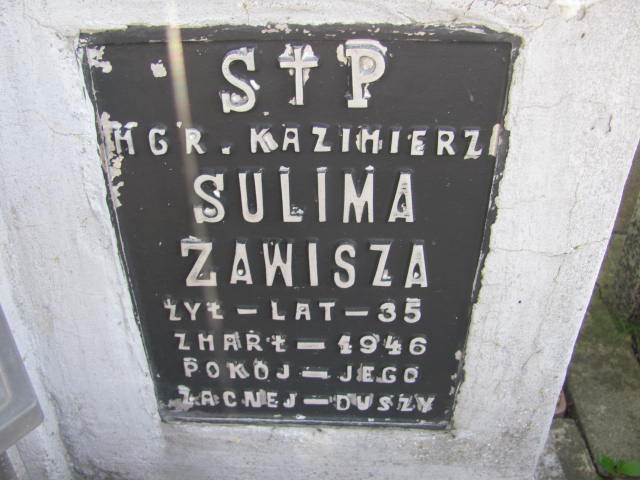 S†P
MGR. KAZIMIERZ
SULIMA
ZAWISZA
ŻYŁ - LAT - 35
ZMARŁ - 1946
POKÓJ - JEGO
ZACNEJ - DUSZY